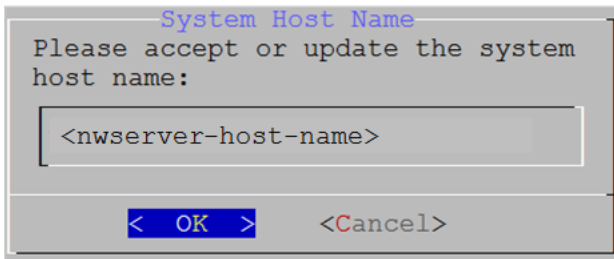 System Host Name
Please accept or update the system
host name:
<nwserver-host-name>
< OK > <Cancel>